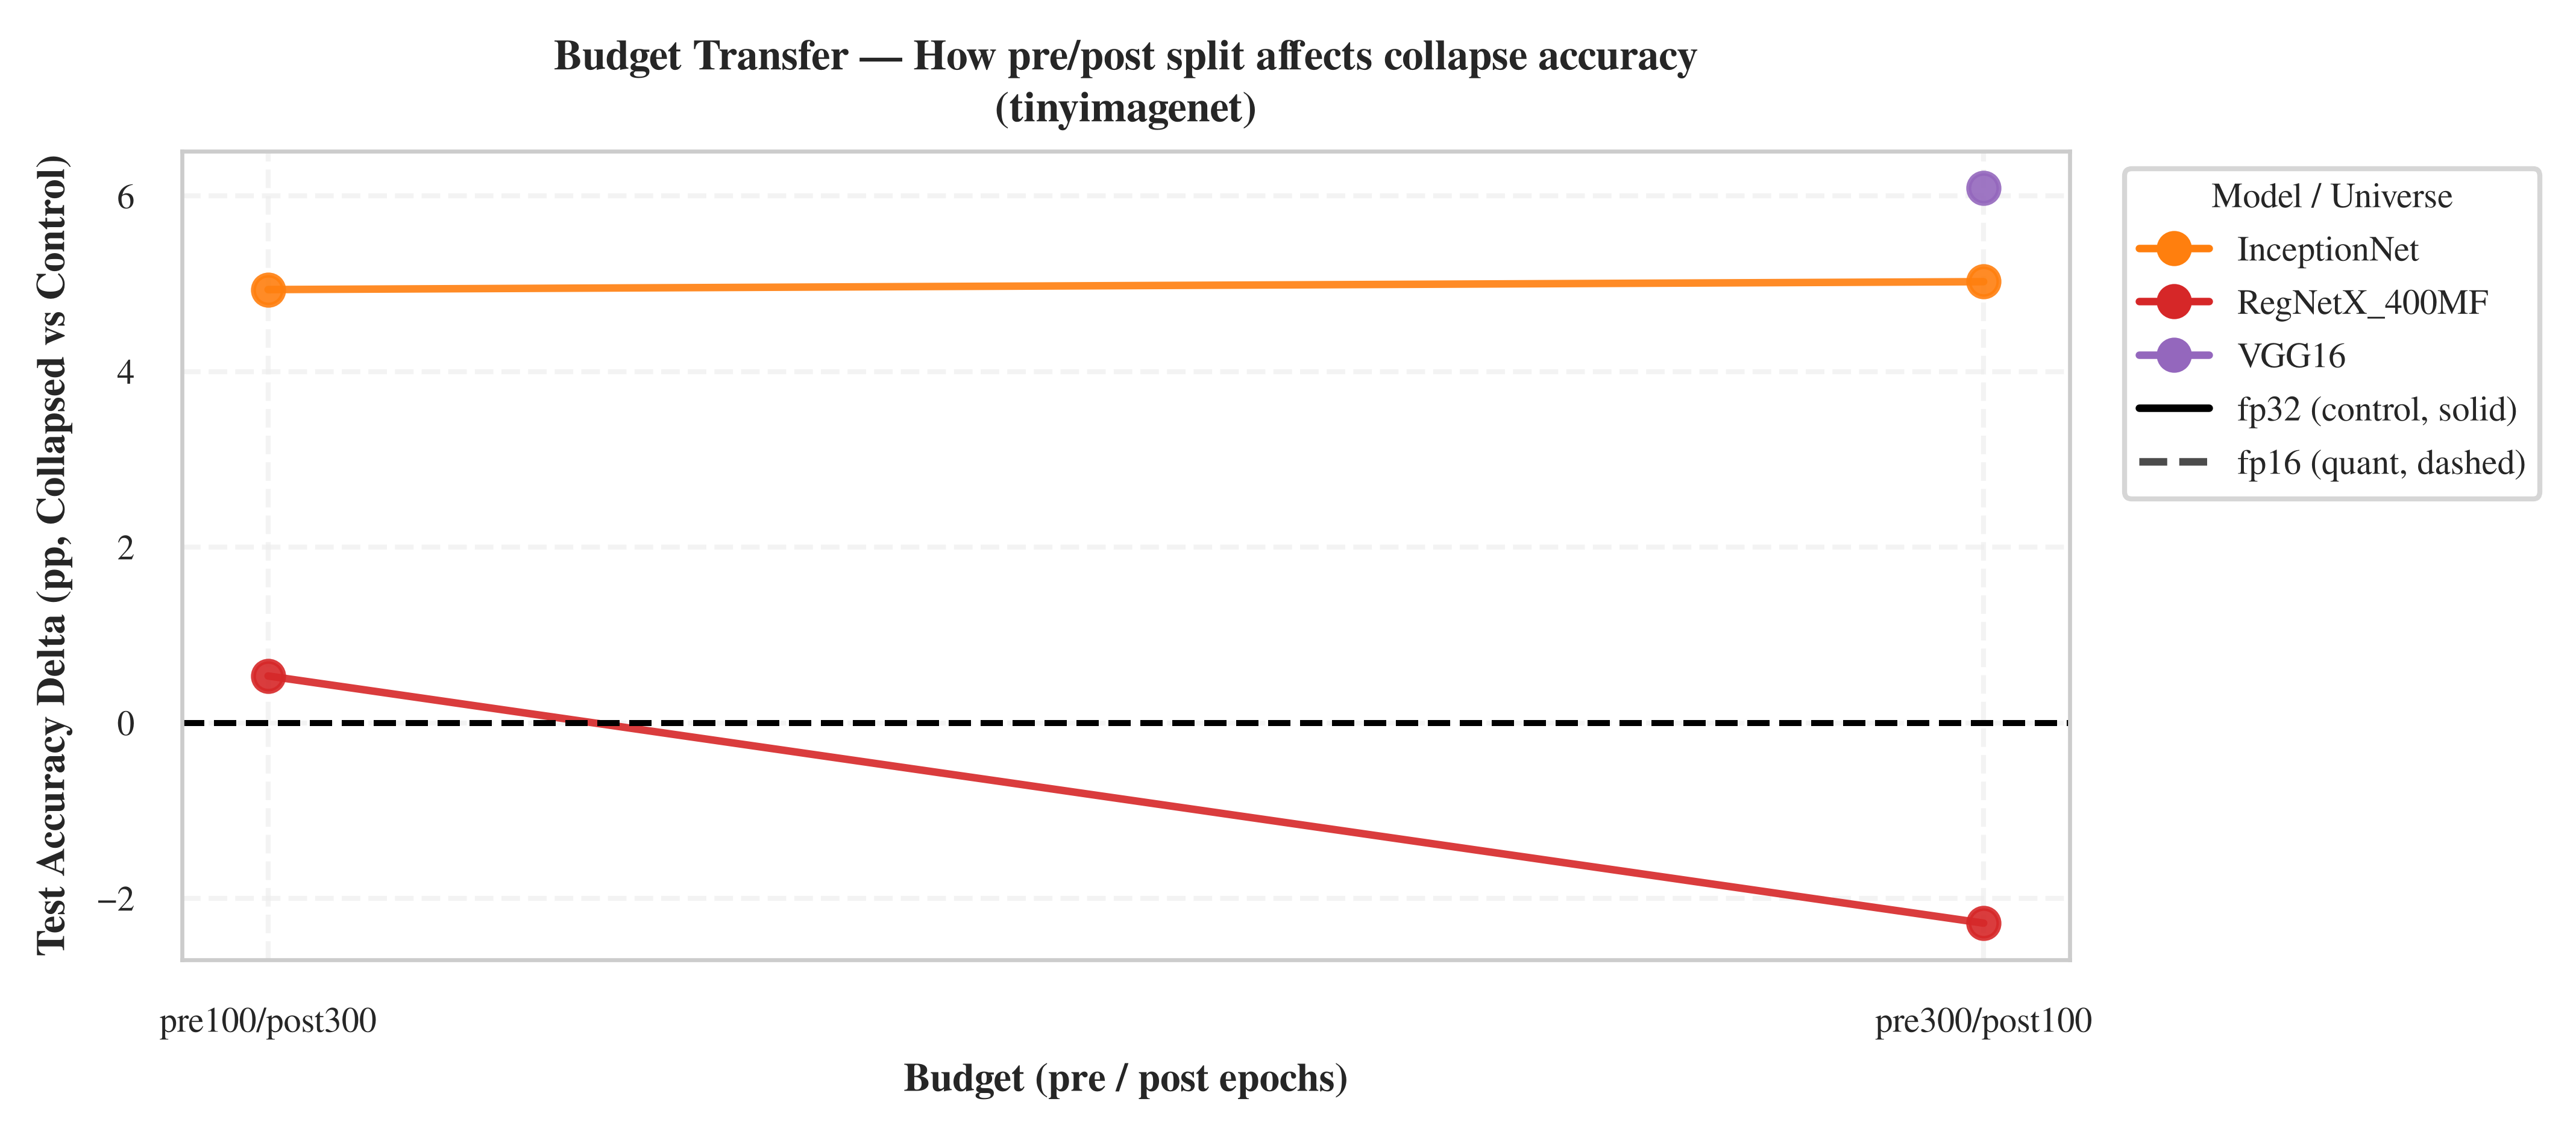 Budget Transfer — How pre/post split affects collapse accuracy
(tinyimagenet)
Test Accuracy Delta (pp, Collapsed vs Control)
6
4
2
0
−2
pre100/post300
pre300/post100
Budget (pre / post epochs)
Model / Universe
InceptionNet
RegNetX_400MF
VGG16
fp32 (control, solid)
fp16 (quant, dashed)